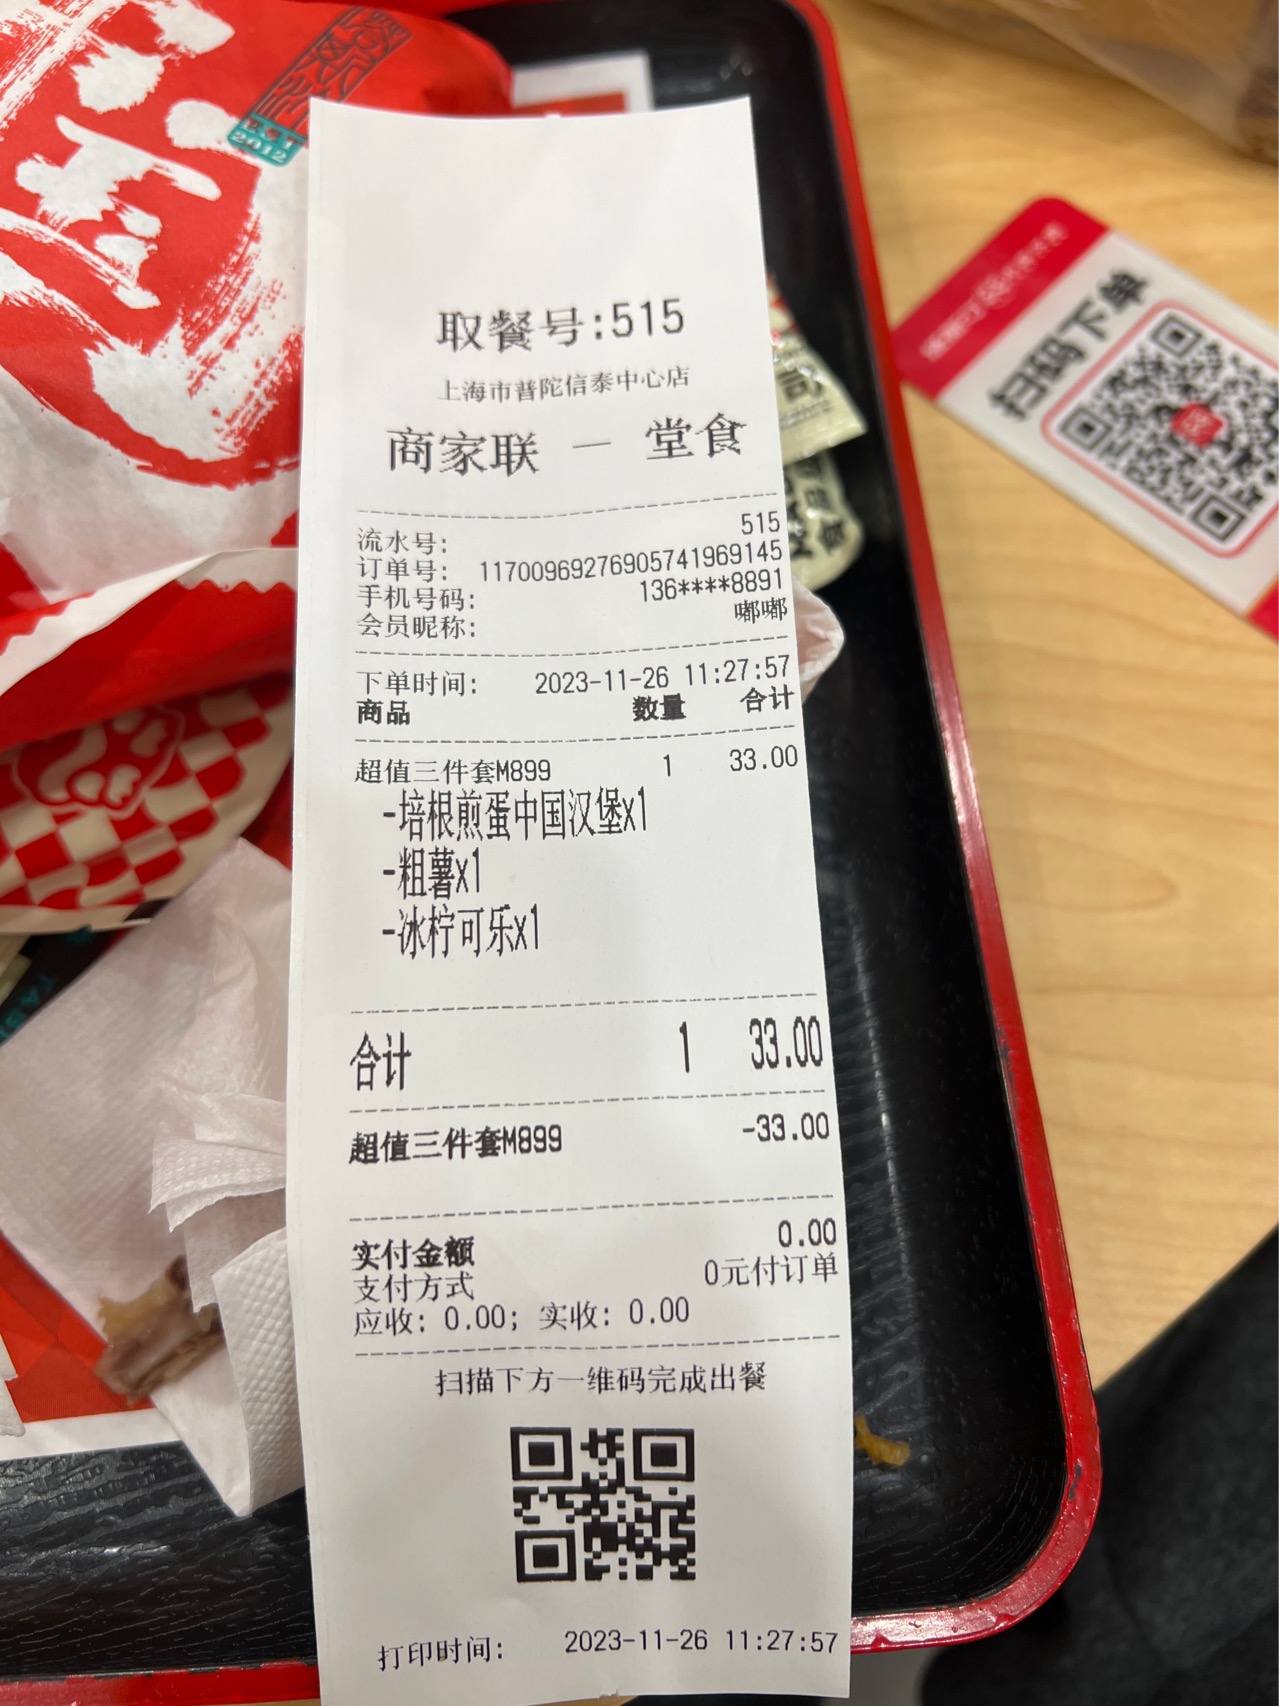 EST
2012
取餐号:515
上海市普陀信泰中心店
商家联 — 堂食
流水号: 515
订单号: 117009692769057419​69145
手机号码: 136****8891
会员昵称: 嘟嘟
下单时间: 2023-11-26 11:27:57
商品 数量 合计
超值三件套M899 1 33.00
-培根煎蛋中国汉堡x1
-粗薯x1
-冰柠可乐x1
合计 1 33.00
超值三件套M899 -33.00
实付金额 0.00
支付方式 0元付订单
应收: 0.00; 实收: 0.00
扫描下方一维码完成出餐
打印时间: 2023-11-26 11:27:57
扫码下单
司